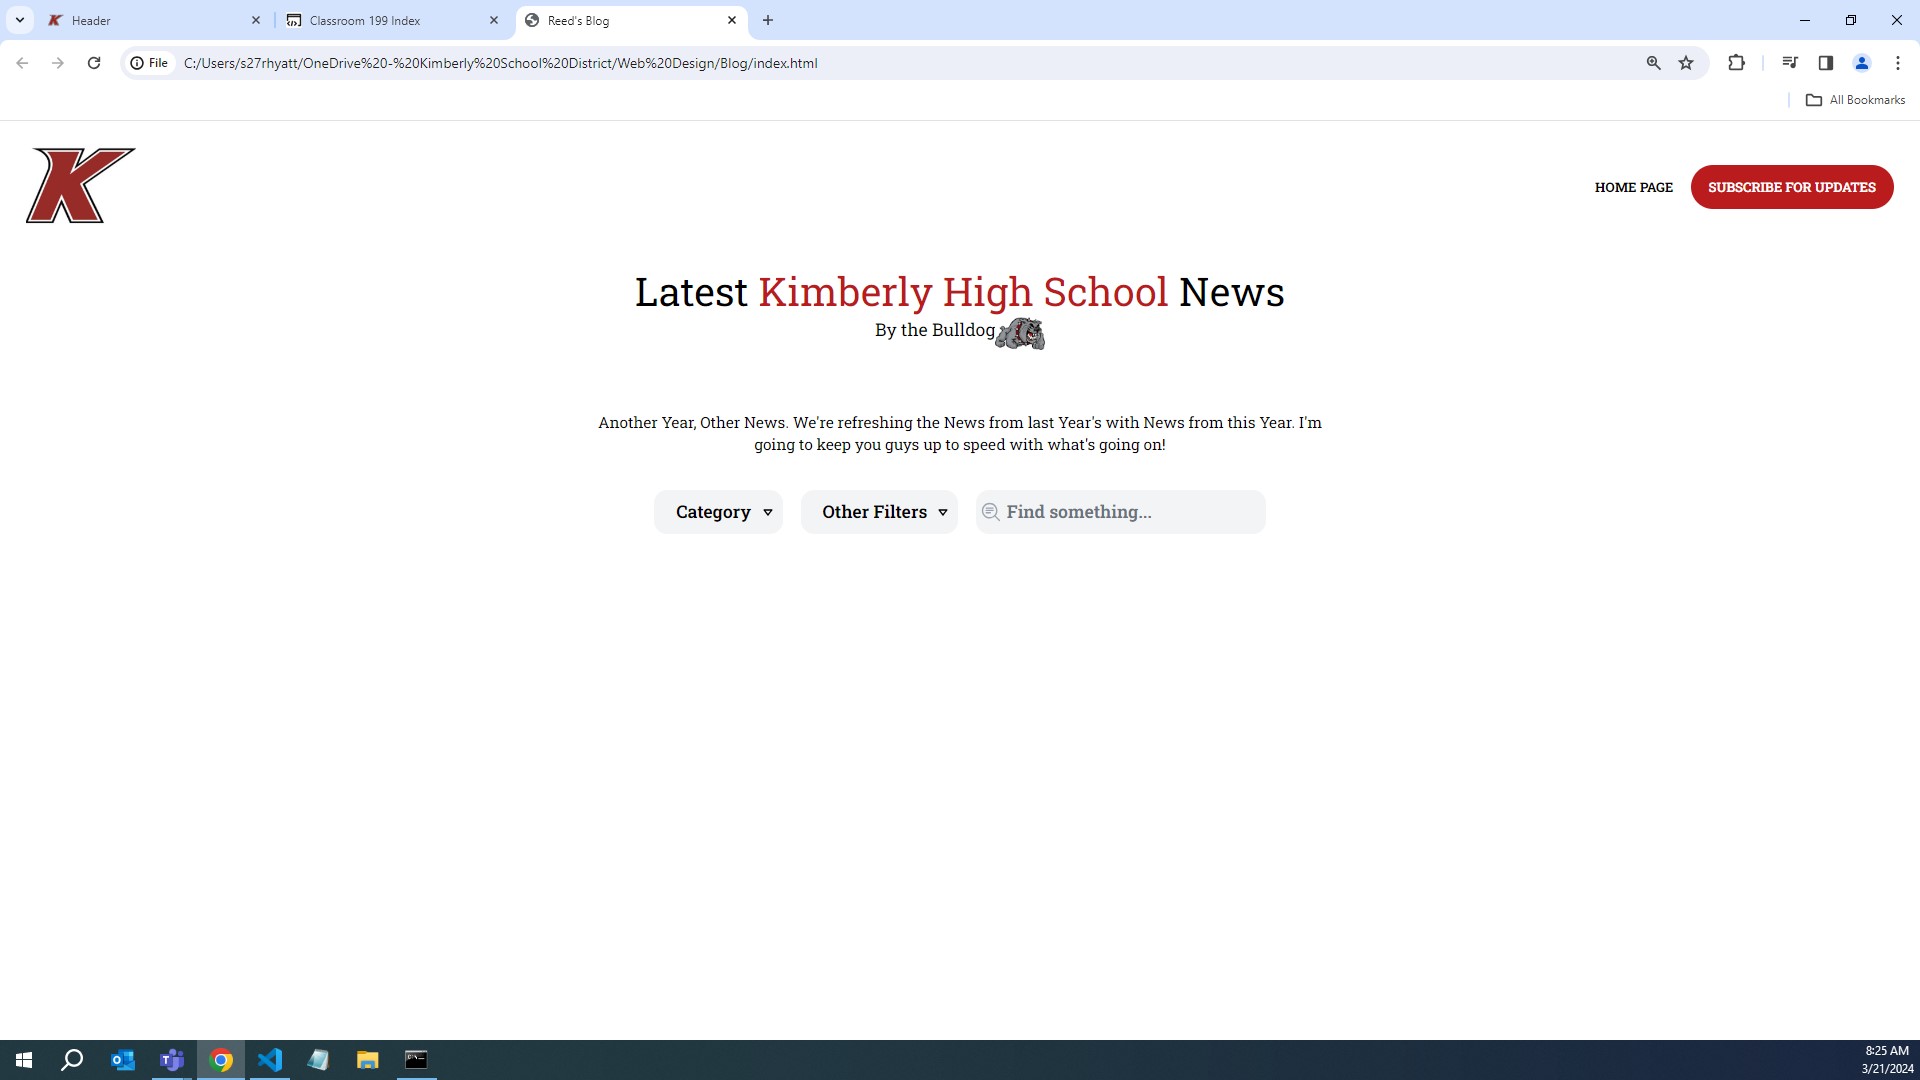 Header
Classroom 199 Index
Reed's Blog
File
C:/Users/s27rhyatt/OneDrive%20-%20Kimberly%20School%20District/Web%20Design/Blog/index.html
All Bookmarks
K
HOME PAGE
SUBSCRIBE FOR UPDATES
Latest Kimberly High School News
By the Bulldog
Another Year, Other News. We're refreshing the News from last Year's with News from this Year. I'm
going to keep you guys up to speed with what's going on!
Category
Other Filters
Find something...
8:25 AM
3/21/2024